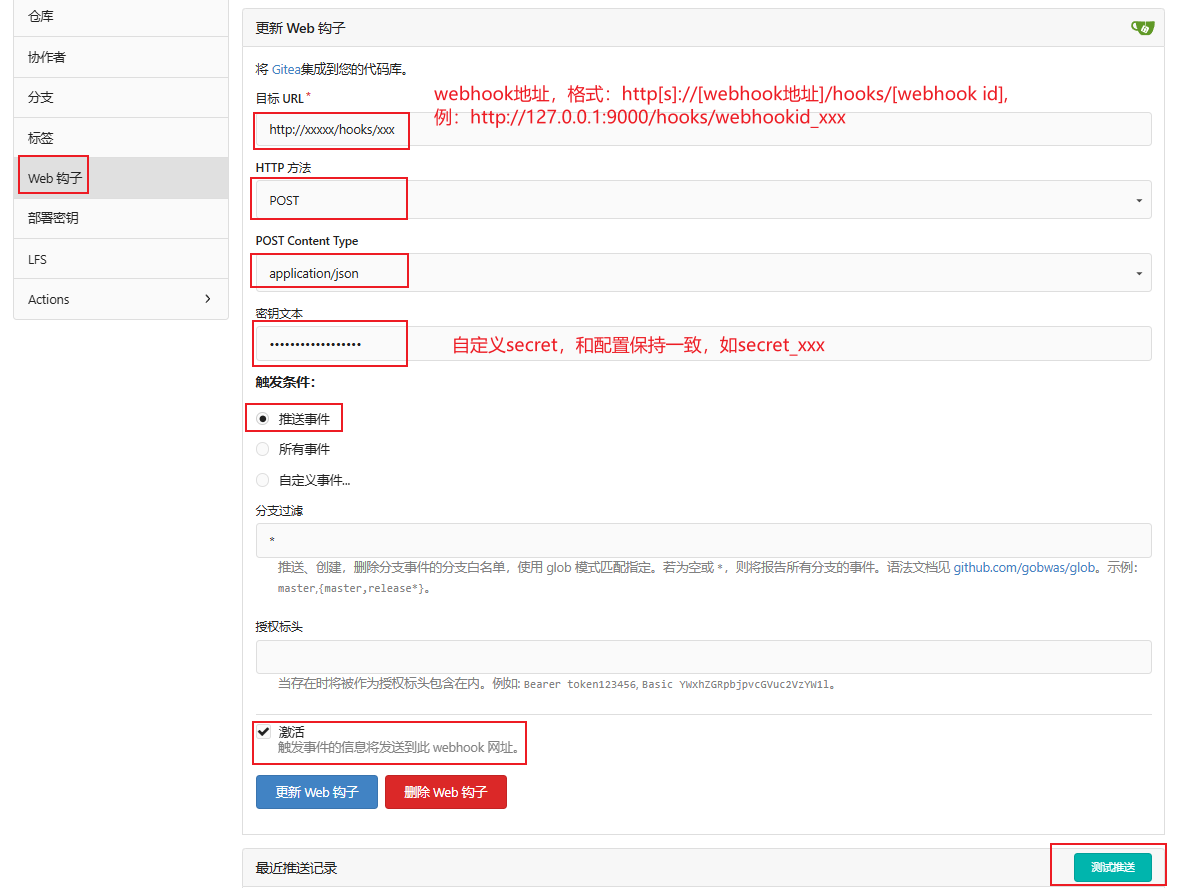 仓库
协作者
分支
标签
Web 钩子
部署密钥
LFS
Actions
更新 Web 钩子
将 Gitea集成到您的代码库。
目标 URL *
webhook地址，格式：http[s]://[webhook地址]/hooks/[webhook id],
例：http://127.0.0.1:9000/hooks/webhookid_xxx
http://xxxxx/hooks/xxx
HTTP 方法
POST
POST Content Type
application/json
密钥文本
••••••••••••••••••
自定义secret，和配置保持一致，如secret_xxx
触发条件：
推送事件
所有事件
自定义事件...
分支过滤
*
推送、创建，删除分支事件的分支白名单，使用 glob 模式匹配指定。若为空或 *，则将报告所有分支的事件。语法文档见 github.com/gobwas/glob。示例：
master,{master,release*}。
授权标头
当存在时将被作为授权标头包含在内。例如: Bearer token123456, Basic YWxhZGRpbjpvcGVuc2VzYW1l。
激活
触发事件的信息将发送到此 webhook 网址。
更新 Web 钩子
删除 Web 钩子
最近推送记录
测试推送